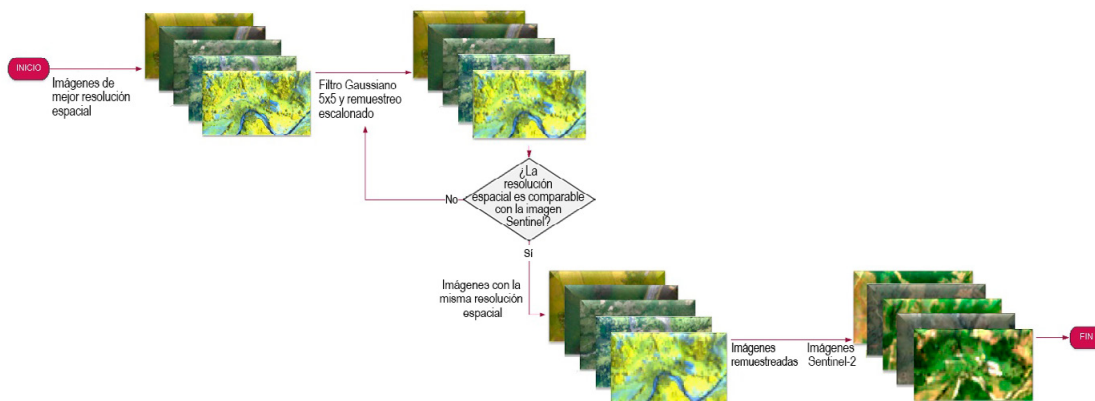 INICIO
Imágenes de
mejor resolución
espacial
Filtro Gaussiano
5x5 y remuestreo
escalonado
¿La
resolución
espacial es comparable
con la imagen
Sentinel?
No
Sí
Imágenes con la
misma resolución
espacial
Imágenes
remuestreadas
Imágenes
Sentinel-2
FIN